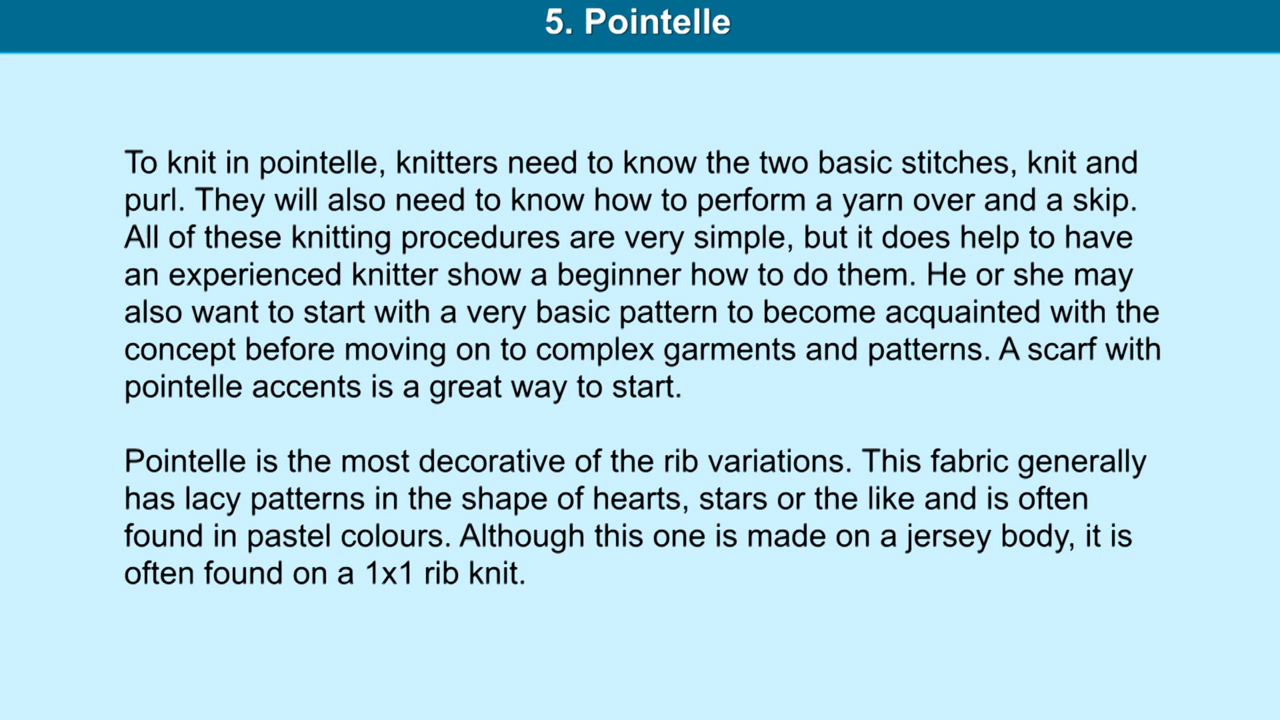 5. Pointelle
To knit in pointelle, knitters need to know the two basic stitches, knit and
purl. They will also need to know how to perform a yarn over and a skip.
All of these knitting procedures are very simple, but it does help to have
an experienced knitter show a beginner how to do them. He or she may
also want to start with a very basic pattern to become acquainted with the
concept before moving on to complex garments and patterns. A scarf with
pointelle accents is a great way to start.
Pointelle is the most decorative of the rib variations. This fabric generally
has lacy patterns in the shape of hearts, stars or the like and is often
found in pastel colours. Although this one is made on a jersey body, it is
often found on a 1x1 rib knit.